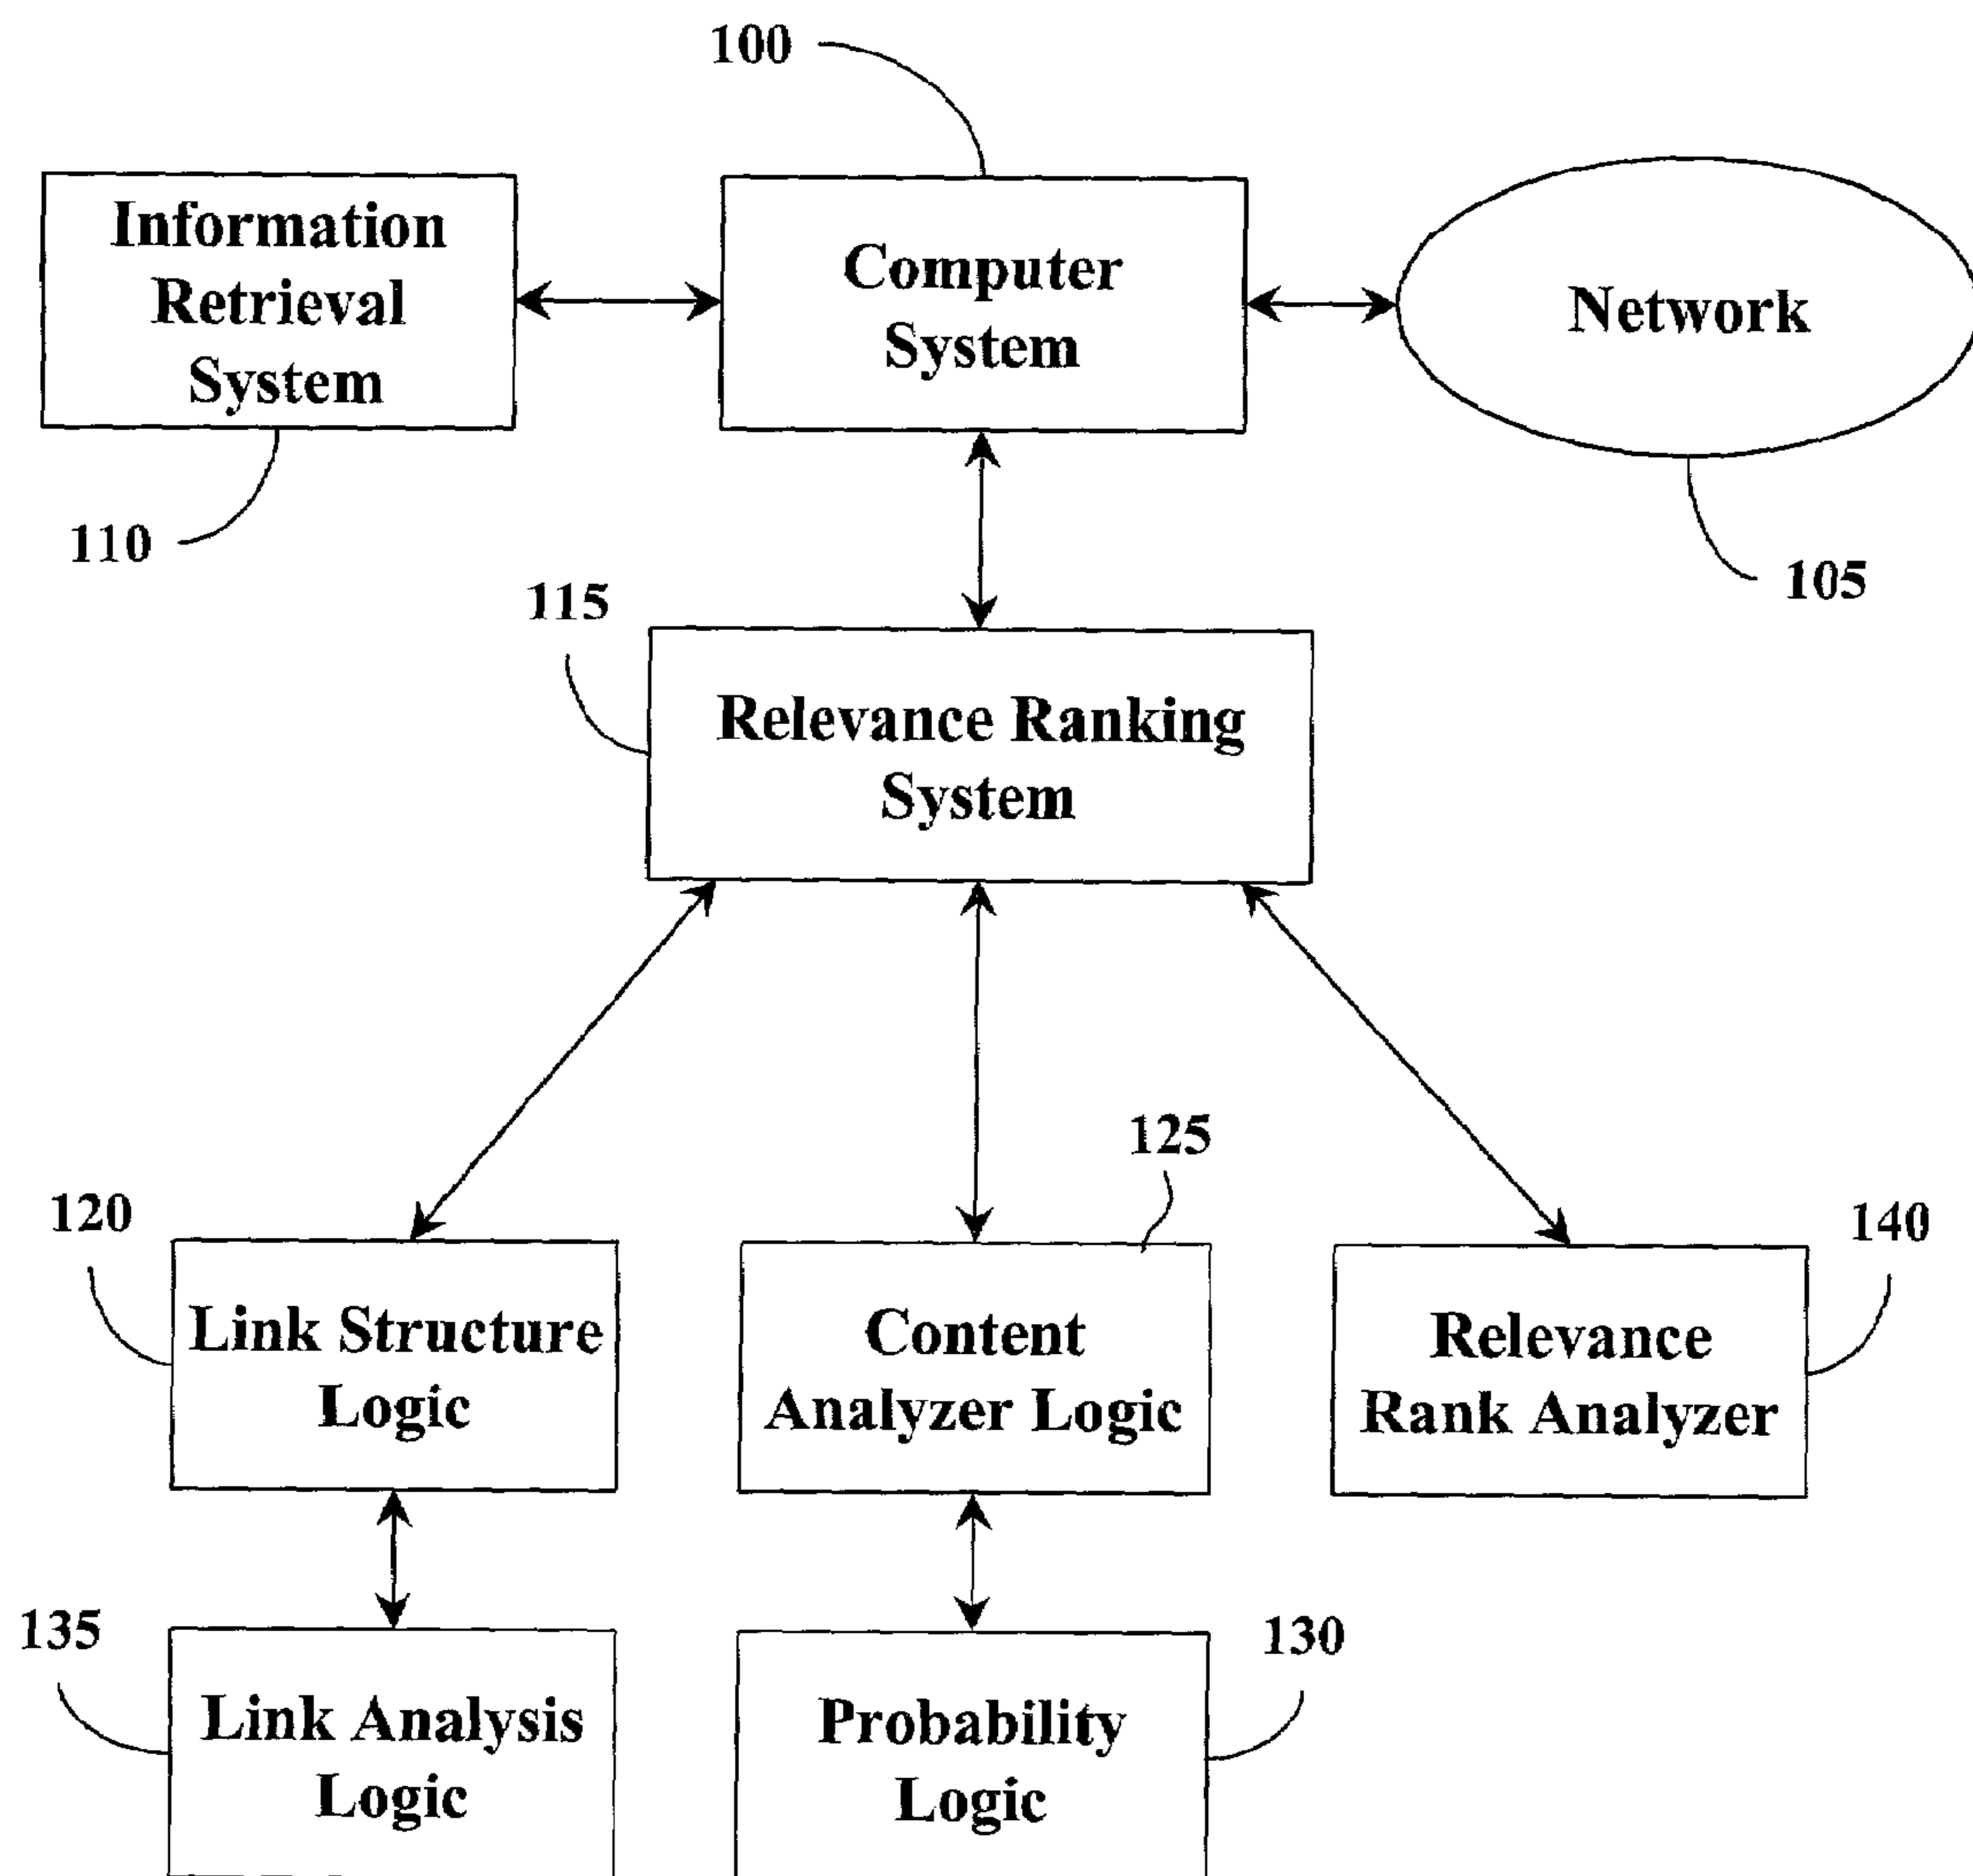 100
Information
Retrieval
System
Computer
System
Network
110
105
115
Relevance Ranking
System
125
120
140
Link Structure
Logic
Content
Analyzer Logic
Relevance
Rank Analyzer
135
130
Link Analysis
Logic
Probability
Logic